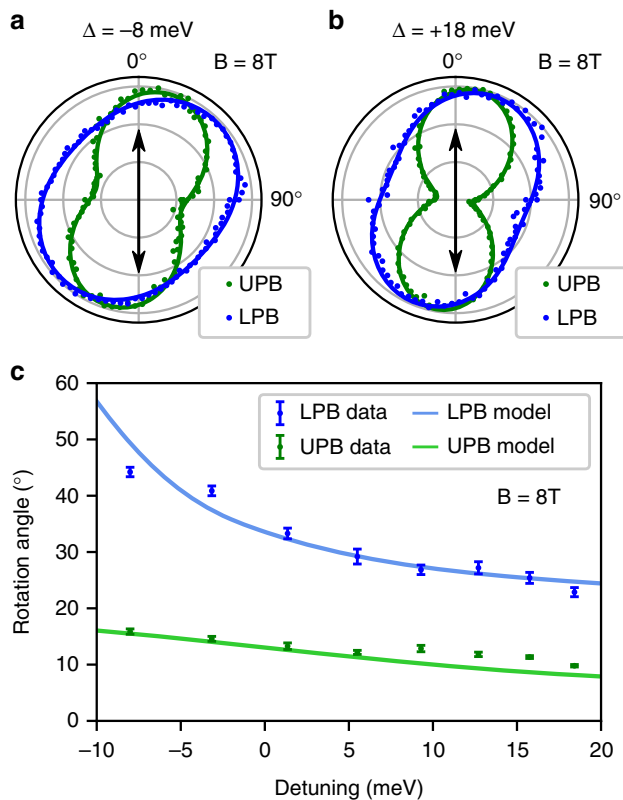 a
Δ = –8 meV
0°
B = 8T
90°
UPB
LPB
b
Δ = +18 meV
0°
B = 8T
90°
UPB
LPB
c
60
50
40
30
20
10
0
Rotation angle (°)
LPB data
LPB model
UPB data
UPB model
B = 8T
–10
–5
0
5
10
15
20
Detuning (meV)